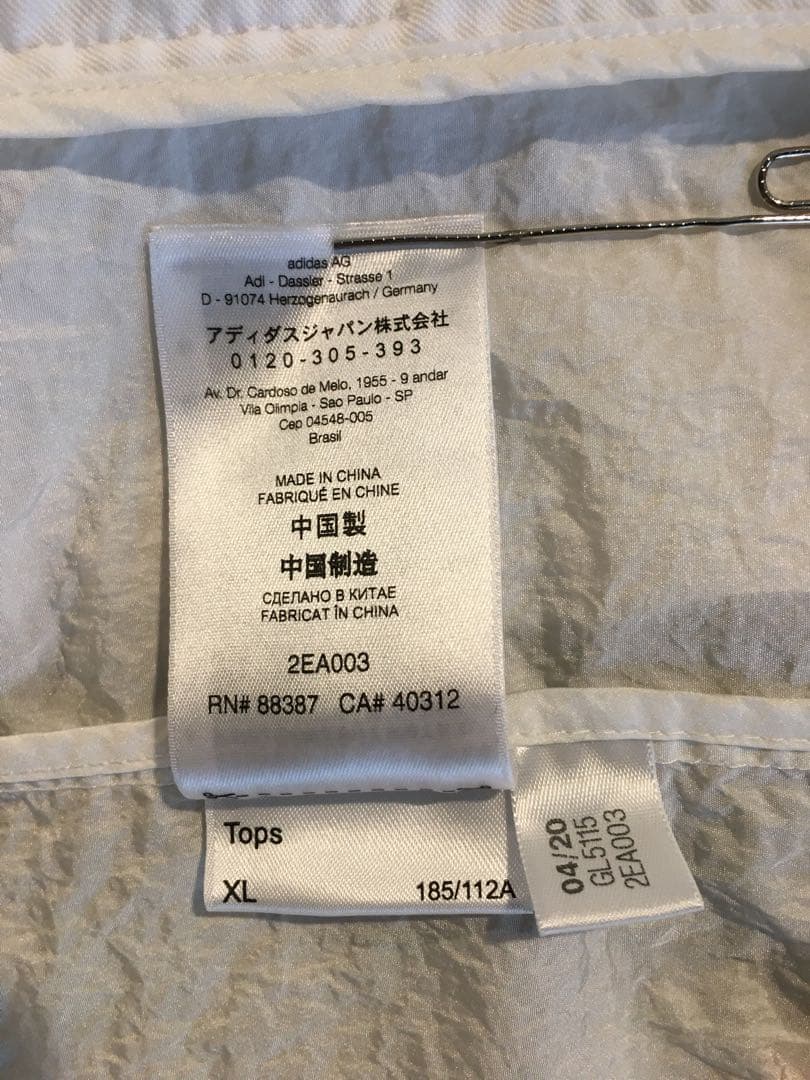 adidas AG
Adi - Dassler - Strasse 1
D - 91074 Herzogenaurach / Germany
アディダスジャパン株式会社
0120-305-393
Av. Dr. Cardoso de Melo, 1955 - 9 andar
Vila Olimpia - Sao Paulo - SP
Cep 04548-005
Brasil
MADE IN CHINA
FABRIQUÉ EN CHINE
中国製
中国制造
СДЕЛАНО В КИТАЕ
FABRICAT ÎN CHINA
2EA003
RN# 88387 CA# 40312
Tops
XL 185/112A
04/20
GL5115
2EA003